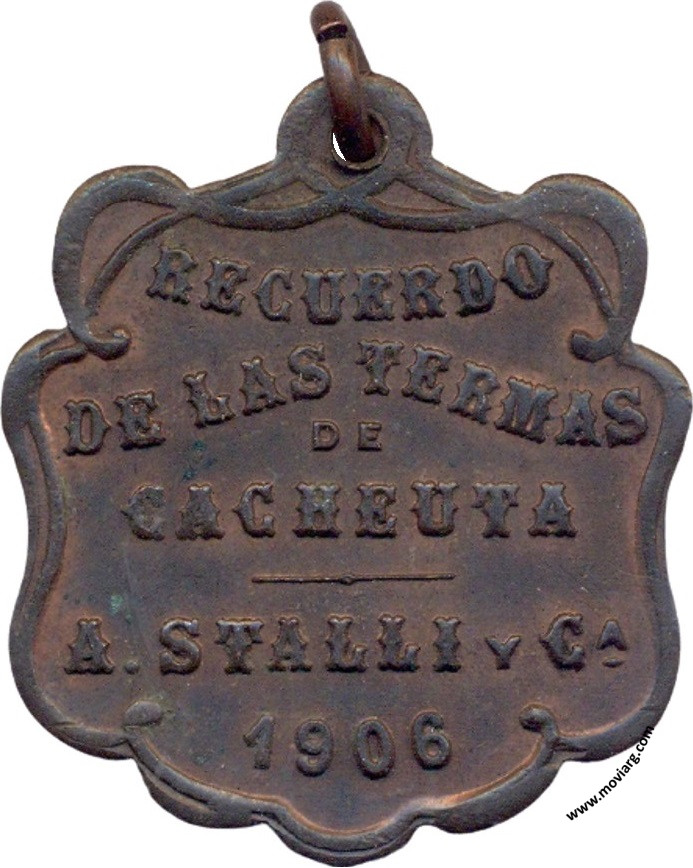 RECUERDO
DE LAS TERMAS
DE
CACHEUTA
A. STALLI Y Cᴬ
1906
www.moviarg.com